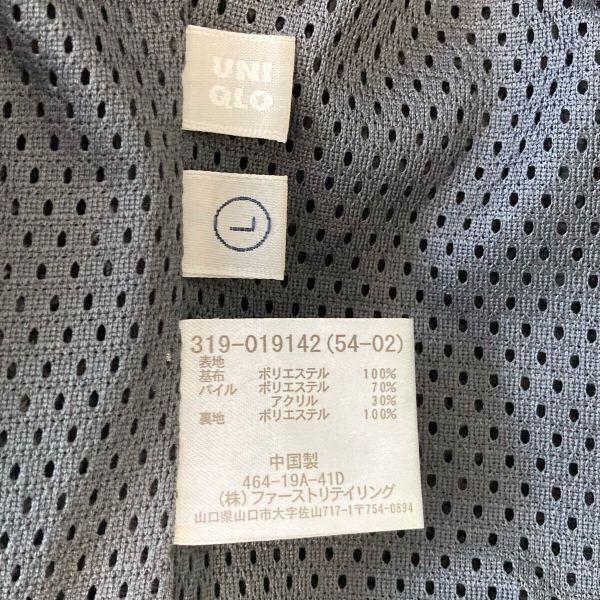 UNI
QLO
L
319-019142(54-02)
表地
基布 ポリエステル 100%
パイル ポリエステル 70%
アクリル 30%
裏地 ポリエステル 100%
中国製
464-19A-41D
(株)ファーストリテイリング
山口県山口市大字佐山717-1〒754-0894